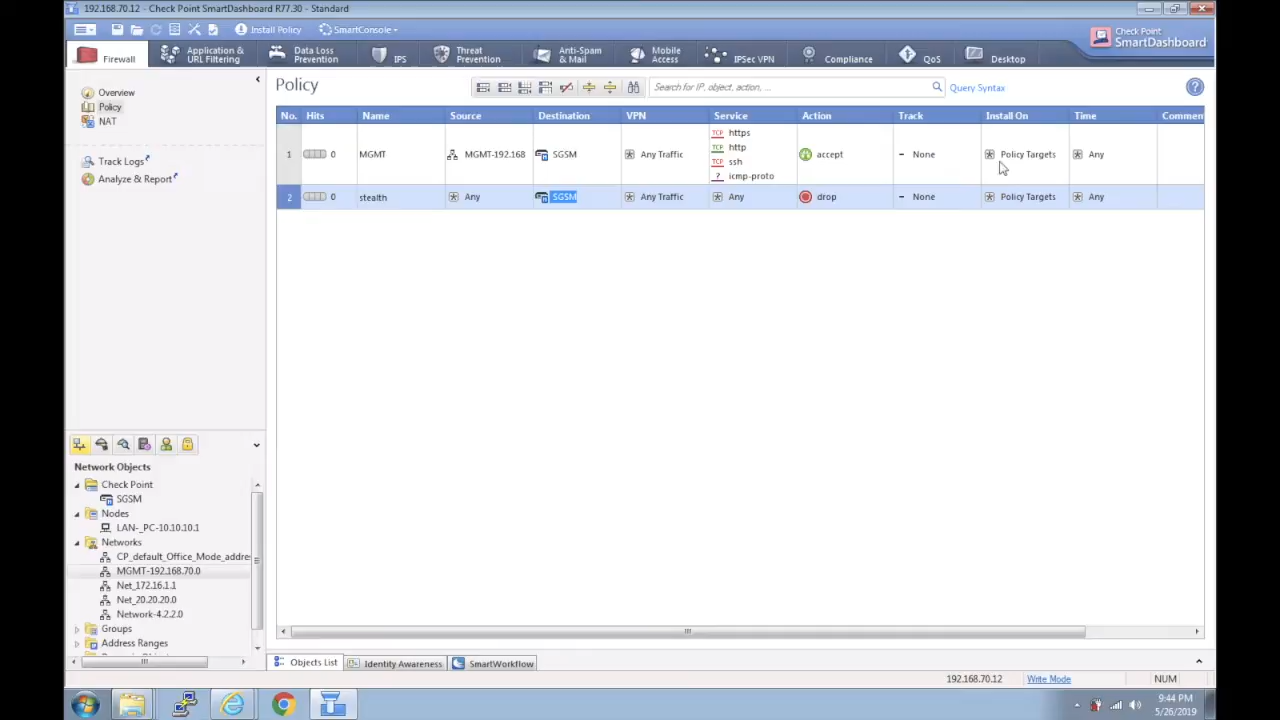 192.168.70.12 - Check Point SmartDashboard R77.30 - Standard
Install Policy
SmartConsole
Check Point
SmartDashboard
Firewall
Application &
URL Filtering
Data Loss
Prevention
IPS
Threat
Prevention
Anti-Spam
& Mail
Mobile
Access
IPSec VPN
Compliance
QoS
Desktop
Overview
Policy
NAT
Track Logs
Analyze & Report
Policy
Search for IP, object, action, ...
Query Syntax
No. Hits Name Source Destination VPN Service Action Track Install On Time Commen
1 0 MGMT MGMT-192.168 SGSM Any Traffic
https
http
ssh
icmp-proto
accept - None Policy Targets Any
2 0 stealth Any SGSM Any Traffic Any drop - None Policy Targets Any
Network Objects
Check Point
SGSM
Nodes
LAN-_PC-10.10.10.1
Networks
CP_default_Office_Mode_addre
MGMT-192.168.70.0
Net_172.16.1.1
Net_20.20.20.0
Network-4.2.2.0
Groups
Address Ranges
Objects List
Identity Awareness
SmartWorkflow
192.168.70.12
Write Mode
NUM
9:44 PM
5/26/2019